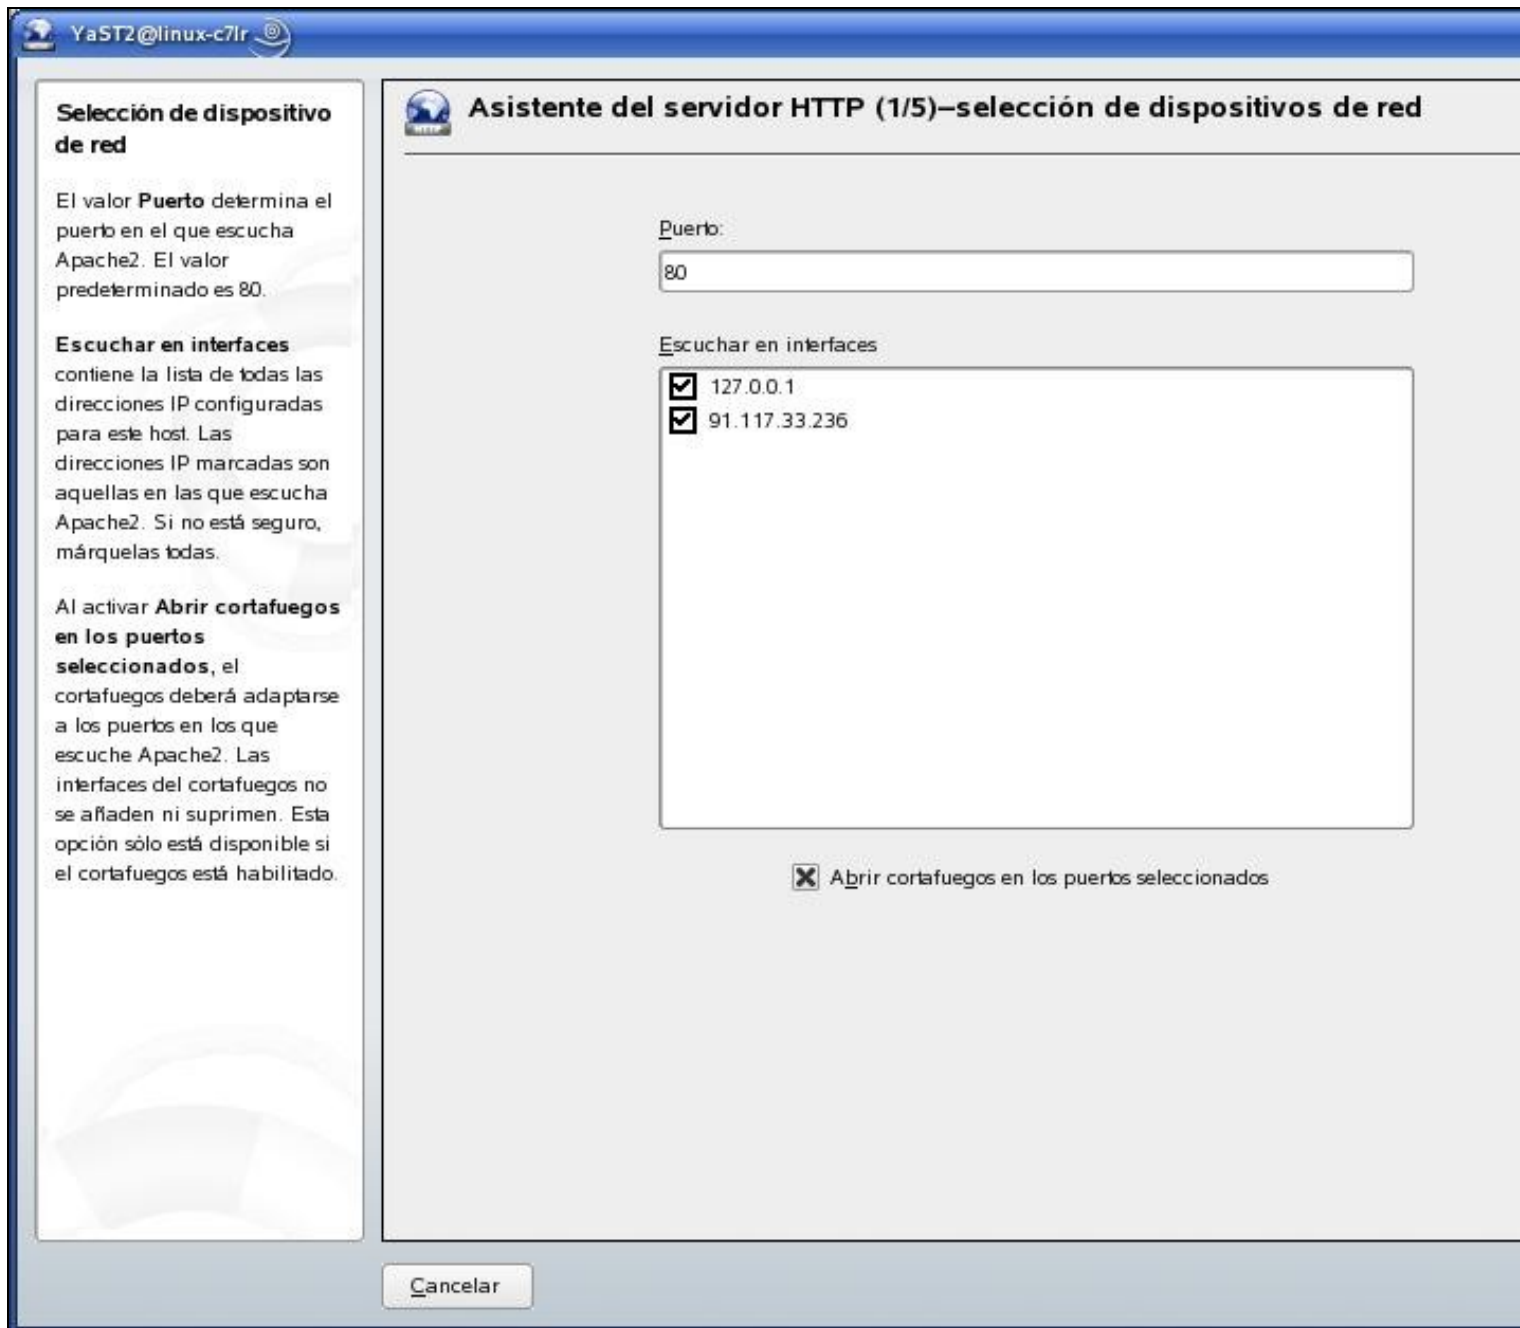 YaST2@linux-c7lr
Selección de dispositivo
de red
El valor Puerto determina el
puerto en el que escucha
Apache2. El valor
predeterminado es 80.
Escuchar en interfaces
contiene la lista de todas las
direcciones IP configuradas
para este host. Las
direcciones IP marcadas son
aquellas en las que escucha
Apache2. Si no está seguro,
márquelas todas.
Al activar Abrir cortafuegos
en los puertos
seleccionados, el
cortafuegos deberá adaptarse
a los puertos en los que
escuche Apache2. Las
interfaces del cortafuegos no
se añaden ni suprimen. Esta
opción sólo está disponible si
el cortafuegos está habilitado.
HTTP
Asistente del servidor HTTP (1/5)—selección de dispositivos de red
Puerto:
80
Escuchar en interfaces
127.0.0.1
91.117.33.236
Abrir cortafuegos en los puertos seleccionados
Cancelar